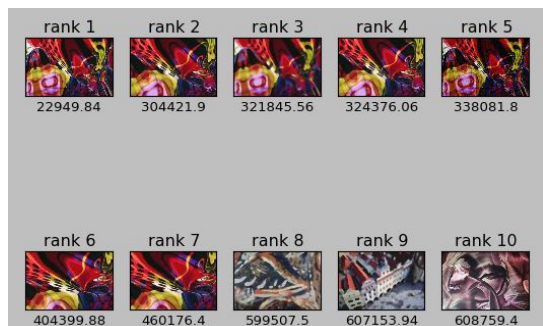 rank 1 rank 2 rank 3 rank 4 rank 5
22949.84 304421.9 321845.56 324376.06 338081.8
rank 6 rank 7 rank 8 rank 9 rank 10
404399.88 460176.4 599507.5 607153.94 608759.4